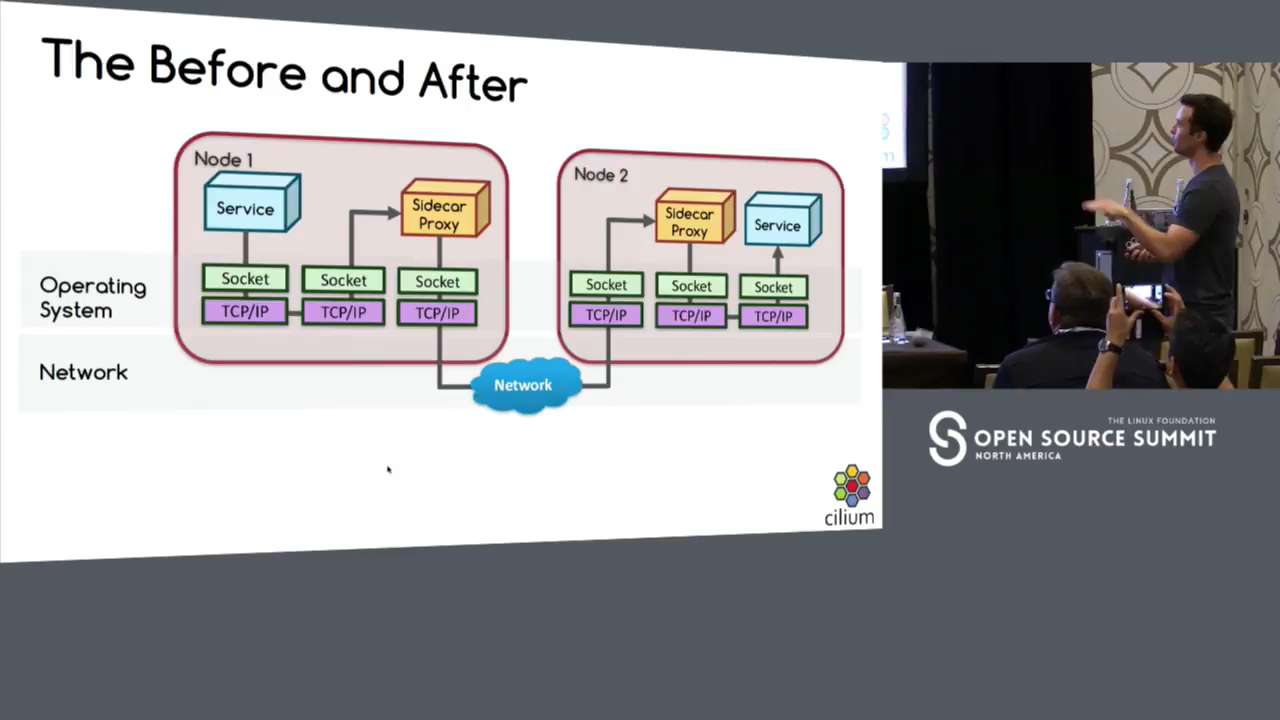 The Before and After
Node 1
Service
Sidecar
Proxy
Socket
Socket
Socket
TCP/IP
TCP/IP
TCP/IP
Node 2
Sidecar
Proxy
Service
Socket
Socket
Socket
TCP/IP
TCP/IP
TCP/IP
Operating
System
Network
Network
cilium
m
THE LINUX FOUNDATION
OPEN SOURCE SUMMIT
NORTH AMERICA